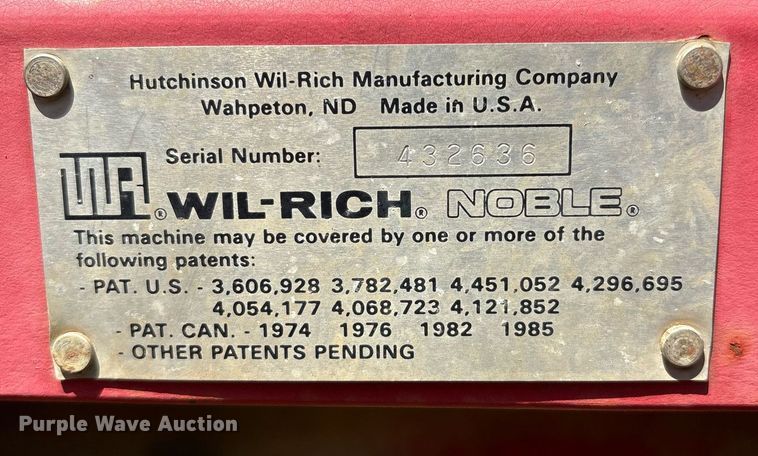 Hutchinson Wil-Rich Manufacturing Company
Wahpeton, ND Made in U.S.A.
Serial Number: 432636
WR® WIL-RICH® NOBLE®
This machine may be covered by one or more of the
following patents:
- PAT. U.S. - 3,606,928 3,782,481 4,451,052 4,296,695
4,054,177 4,068,723 4,121,852
- PAT. CAN. - 1974 1976 1982 1985
- OTHER PATENTS PENDING
Purple Wave Auction